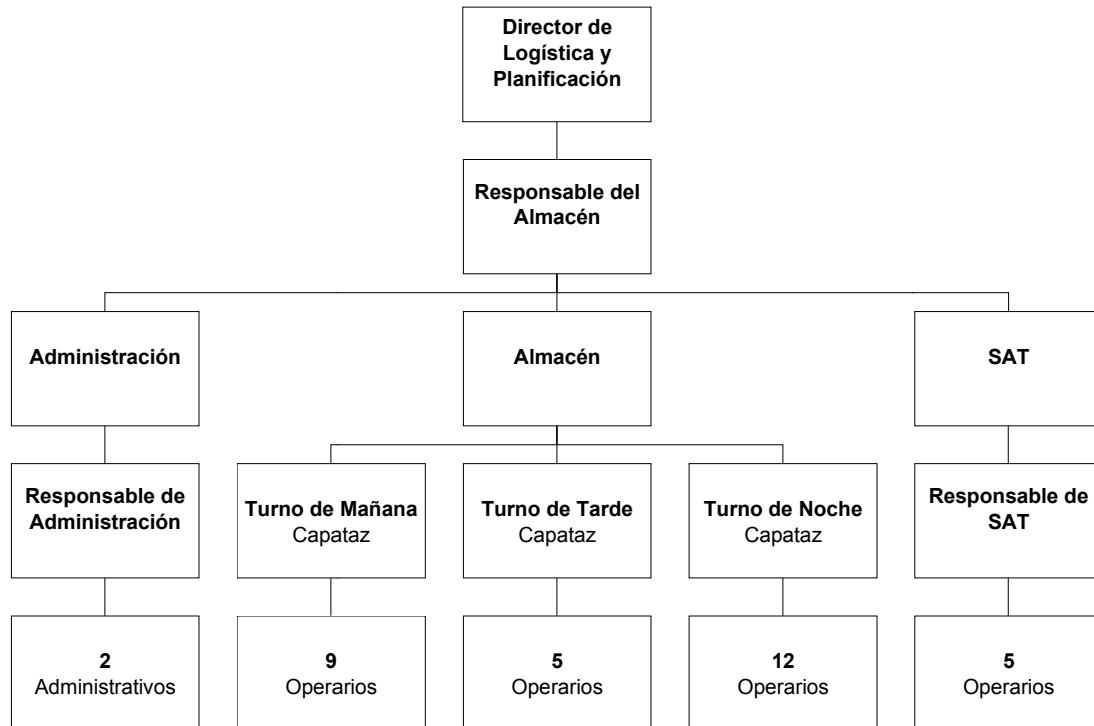 Director de
Logística y
Planificación
Responsable del
Almacén
Administración
Almacén
SAT
Responsable de
Administración
Turno de Mañana
Capataz
Turno de Tarde
Capataz
Turno de Noche
Capataz
Responsable de
SAT
2
Administrativos
9
Operarios
5
Operarios
12
Operarios
5
Operarios